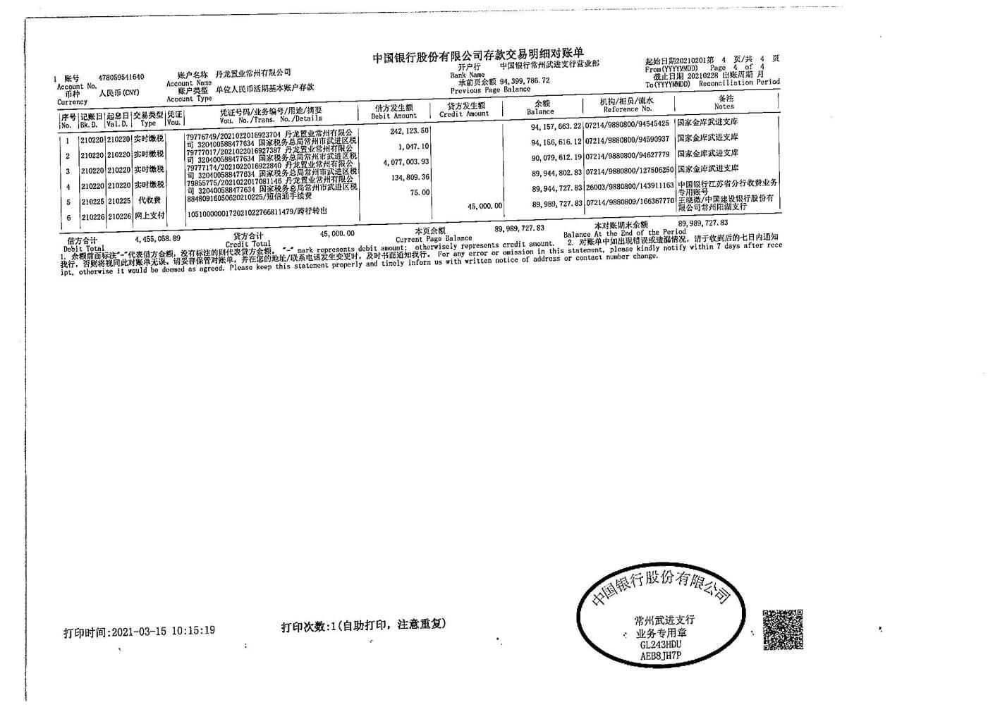 中国银行股份有限公司存款交易明细对账单
1 账号 478059541640 账户名称 丹龙置业常州有限公司 开户行 中国银行常州武进支行营业部 起始日期20210201第 4 页/共 4 页
Account No. Account Name Bank Name From(YYYYMMDD) Page 4 of 4
币种 人民币(CNY) 账户类型 单位人民币活期基本账户存款 承前页余额 94,399,786.72 截止日期 20210228 出账周期 月
Currency Account Type Previous Page Balance To(YYYYMMDD) Reconciliation Period
序号 记账日 起息日 交易类型 凭证 凭证号码/业务编号/用途/摘要 借方发生额 贷方发生额 余额 机构/柜员/流水 备注
No. Bk.D. Val.D. Type Vou. Vou. No./Trans. No./Details Debit Amount Credit Amount Balance Reference No. Notes
1 210220 210220 实时缴税 79776749/2021022016923704 丹龙置业常州有限公 242,123.50 94,157,663.22 07214/9880800/94545425 国家金库武进支库
司 320400588477634 国家税务总局常州市武进区税
2 210220 210220 实时缴税 79777017/2021022016927387 丹龙置业常州有限公 1,047.10 94,156,616.12 07214/9880800/94590937 国家金库武进支库
司 320400588477634 国家税务总局常州市武进区税
3 210220 210220 实时缴税 79777174/2021022016922840 丹龙置业常州有限公 4,077,003.93 90,079,612.19 07214/9880800/94627779 国家金库武进支库
司 320400588477634 国家税务总局常州市武进区税
4 210220 210220 实时缴税 79855775/2021022017081146 丹龙置业常州有限公 134,809.36 89,944,802.83 07214/9880800/127506250 国家金库武进支库
司 320400588477634 国家税务总局常州市武进区税
5 210225 210225 代收费 88480916050620210225/短信通手续费 75.00 89,944,727.83 26003/9880800/143911163 中国银行江苏省分行收费业务
专用账号
6 210226 210226 网上支付 1051000000172021022766811479/跨行转出 45,000.00 89,989,727.83 07214/9880809/166367770 王晓薇/中国建设银行股份有
限公司常州阳湖支行
借方合计 4,455,058.89 贷方合计 45,000.00 本页余额 89,989,727.83 本对账期末余额 89,989,727.83
Debit Total Credit Total Current Page Balance Balance At the End of the Period
1. 余额前面标注"-"代表借方金额，没有标注的则代表贷方金额。 "-" mark represents debit amount; otherwisely represents credit amount. 2. 对账单中如出现错误或遗漏情况，请于收到后的七日内通知
我行，否则将视同此对账单无误。请妥善保管对账单，并在您的地址/联系电话发生变更时，及时书面通知我行。 For any error or omission in this statement, please kindly notify within 7 days after rece
ipt, otherwise it would be deemed as agreed. Please keep this statement properly and timely inform us with written notice of address or contact number change.
中国银行股份有限公司
常州武进支行
业务专用章
GL243HDU
AEB8JH7P
打印时间:2021-03-15 10:15:19 打印次数:1(自助打印，注意重复)